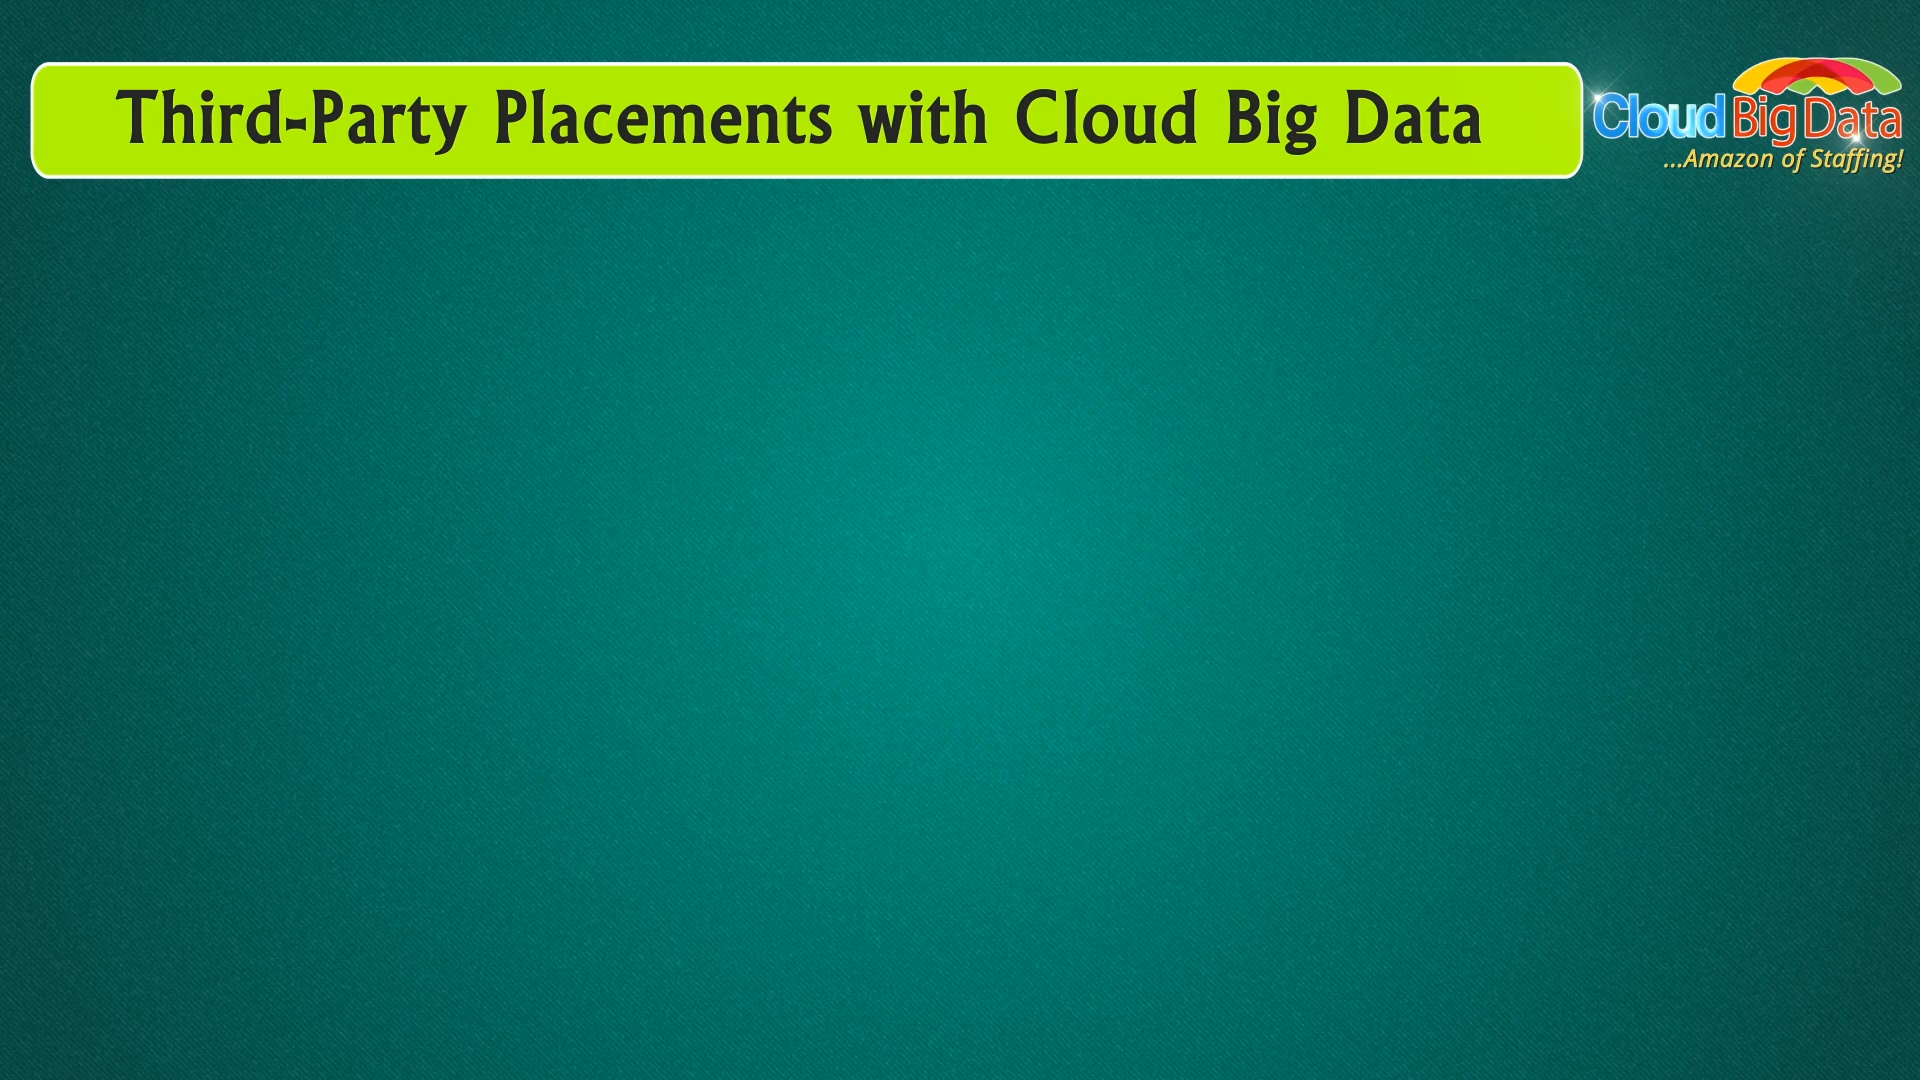 Third-Party Placements with Cloud Big Data
Cloud Big Data
...Amazon of Staffing!